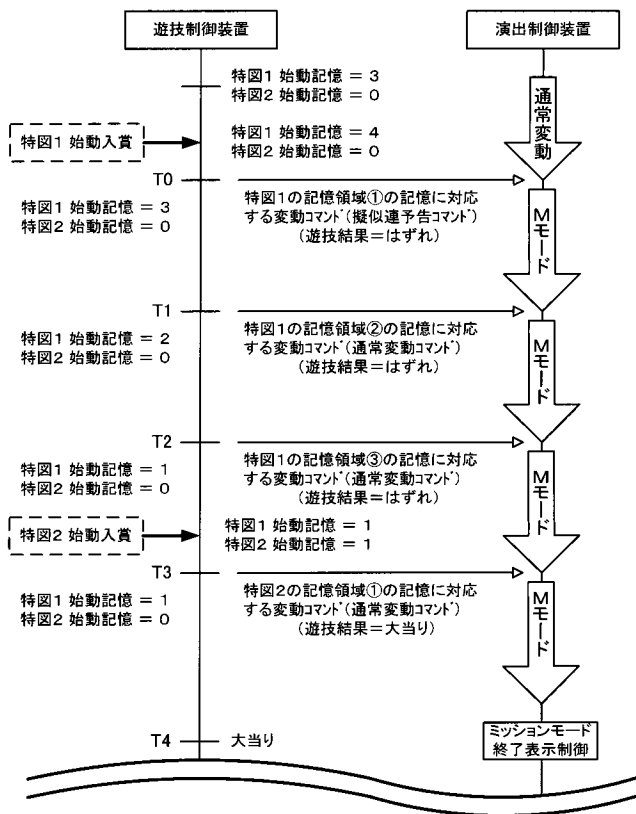 遊技制御装置
演出制御装置
特図1 始動記憶 = 3
特図2 始動記憶 = 0
通常変動
特図1 始動入賞
特図1 始動記憶 = 4
特図2 始動記憶 = 0
T0
特図1の記憶領域①の記憶に対応
する変動コマンド(擬似連予告コマンド)
(遊技結果=はずれ)
特図1 始動記憶 = 3
特図2 始動記憶 = 0
Mモード
T1
特図1の記憶領域②の記憶に対応
する変動コマンド(通常変動コマンド)
(遊技結果=はずれ)
特図1 始動記憶 = 2
特図2 始動記憶 = 0
Mモード
T2
特図1の記憶領域③の記憶に対応
する変動コマンド(通常変動コマンド)
(遊技結果=はずれ)
特図1 始動記憶 = 1
特図2 始動記憶 = 0
Mモード
特図2 始動入賞
特図1 始動記憶 = 1
特図2 始動記憶 = 1
T3
特図2の記憶領域①の記憶に対応
する変動コマンド(通常変動コマンド)
(遊技結果=大当り)
特図1 始動記憶 = 1
特図2 始動記憶 = 0
Mモード
T4
大当り
ミッションモード
終了表示制御